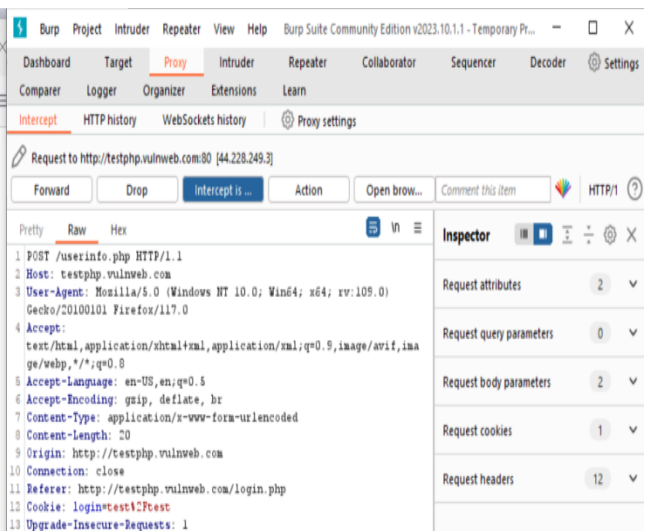 Burp Project Intruder Repeater View Help Burp Suite Community Edition v2023.10.1.1 - Temporary Pr...
Dashboard Target Proxy Intruder Repeater Collaborator Sequencer Decoder Settings
Comparer Logger Organizer Extensions Learn
Intercept HTTP history WebSockets history Proxy settings
Request to http://testphp.vulnweb.com:80 [44.228.249.3]
Forward Drop Intercept is ... Action Open brow... Comment this item HTTP/1 ?
Pretty Raw Hex \n
Inspector
1 POST /userinfo.php HTTP/1.1
2 Host: testphp.vulnweb.com
3 User-Agent: Mozilla/5.0 (Windows NT 10.0; Win64; x64; rv:109.0)
Gecko/20100101 Firefox/117.0
4 Accept:
text/html,application/xhtml+xml,application/xml;q=0.9,image/avif,ima
ge/webp,*/*;q=0.8
5 Accept-Language: en-US,en;q=0.5
6 Accept-Encoding: gzip, deflate, br
7 Content-Type: application/x-www-form-urlencoded
8 Content-Length: 20
9 Origin: http://testphp.vulnweb.com
10 Connection: close
11 Referer: http://testphp.vulnweb.com/login.php
12 Cookie: login=test%2Ftest
13 Upgrade-Insecure-Requests: 1
Request attributes 2
Request query parameters 0
Request body parameters 2
Request cookies 1
Request headers 12